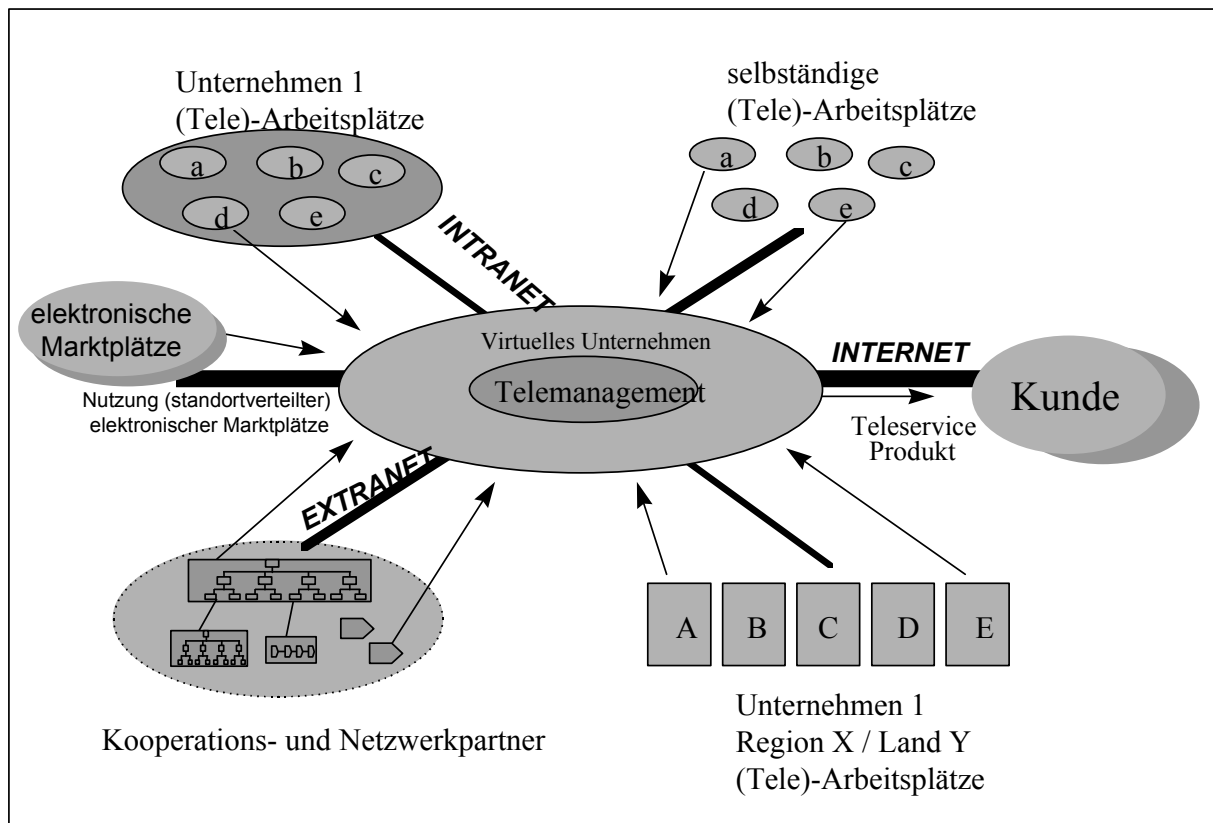 Unternehmen 1
(Tele)-Arbeitsplätze
a
b
c
d
e
selbständige
(Tele)-Arbeitsplätze
a
b
c
d
e
INTRANET
elektronische
Marktplätze
Nutzung (standortverteilter)
elektronischer Marktplätze
Virtuelles Unternehmen
Telemanagement
INTERNET
Teleservice
Produkt
Kunde
EXTRANET
Kooperations- und Netzwerkpartner
A
B
C
D
E
Unternehmen 1
Region X / Land Y
(Tele)-Arbeitsplätze